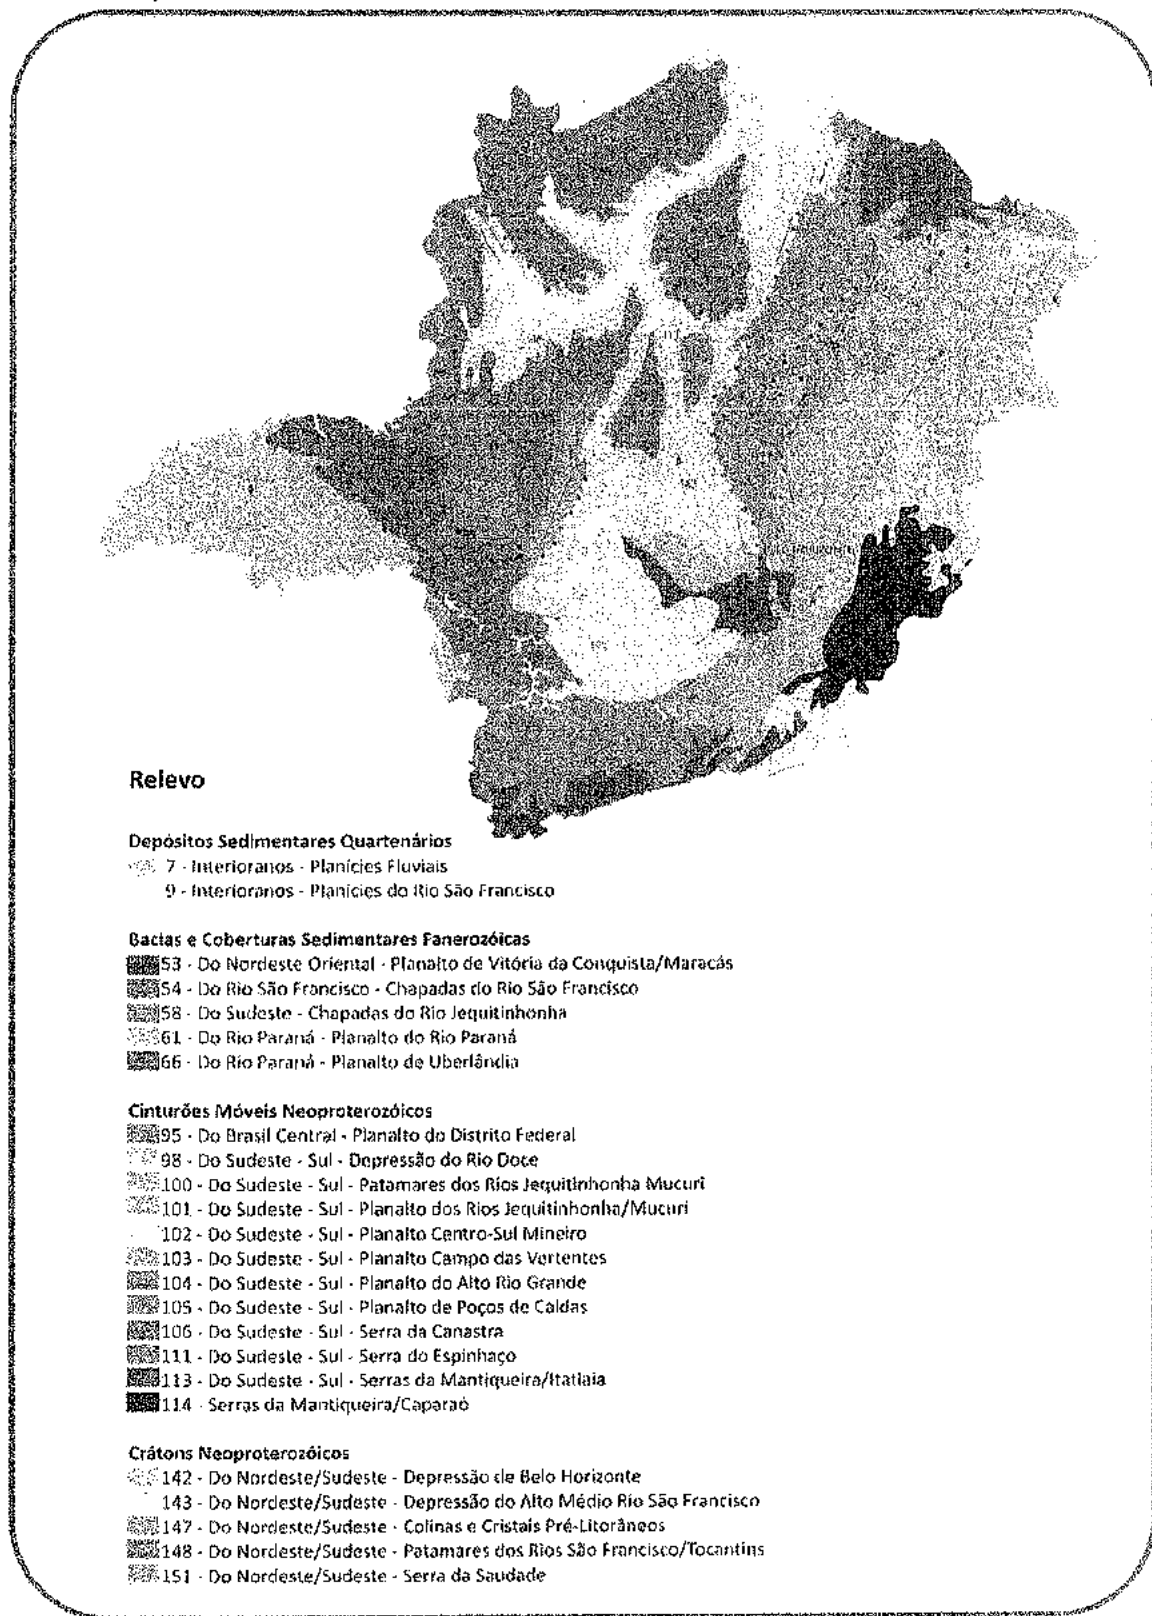 Relevo
Depósitos Sedimentares Quartenários
7 - Interioranos - Planícies Fluviais
9 - Interioranos - Planícies do Rio São Francisco
Bacias e Coberturas Sedimentares Fanerozóicas
53 - Do Nordeste Oriental - Planalto de Vitória da Conquista/Maracás
54 - Do Rio São Francisco - Chapadas do Rio São Francisco
58 - Do Sudeste - Chapadas do Rio Jequitinhonha
61 - Do Rio Paraná - Planalto do Rio Paraná
66 - Do Rio Paraná - Planalto de Uberlândia
Cinturões Móveis Neoproterozóicos
95 - Do Brasil Central - Planalto do Distrito Federal
98 - Do Sudeste - Sul - Depressão do Rio Doce
100 - Do Sudeste - Sul - Patamares dos Rios Jequitinhonha Mucuri
101 - Do Sudeste - Sul - Planalto dos Rios Jequitinhonha/Mucuri
102 - Do Sudeste - Sul - Planalto Centro-Sul Mineiro
103 - Do Sudeste - Sul - Planalto Campo das Vertentes
104 - Do Sudeste - Sul - Planalto do Alto Rio Grande
105 - Do Sudeste - Sul - Planalto de Poços de Caldas
106 - Do Sudeste - Sul - Serra da Canastra
111 - Do Sudeste - Sul - Serra do Espinhaço
113 - Do Sudeste - Sul - Serras da Mantiqueira/Itatiaia
114 - Serras da Mantiqueira/Caparaó
Crátons Neoproterozóicos
142 - Do Nordeste/Sudeste - Depressão de Belo Horizonte
143 - Do Nordeste/Sudeste - Depressão do Alto Médio Rio São Francisco
147 - Do Nordeste/Sudeste - Colinas e Cristais Pré-Litorâneos
148 - Do Nordeste/Sudeste - Patamares dos Rios São Francisco/Tocantins
151 - Do Nordeste/Sudeste - Serra da Saudade